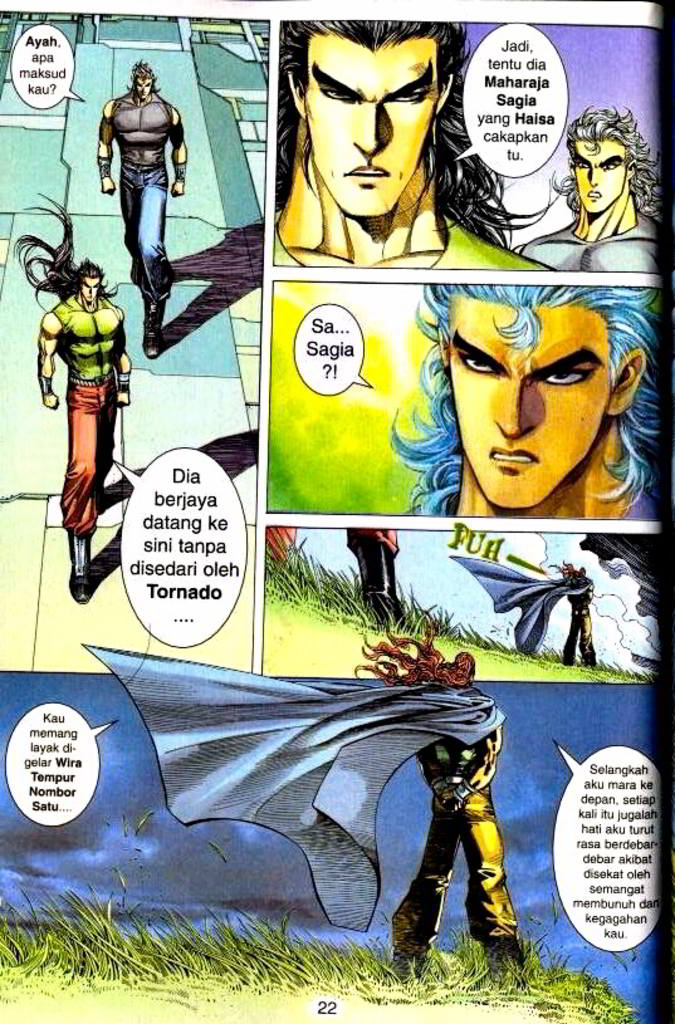 Ayah,
apa
maksud
kau?
Dia
berjaya
datang ke
sini tanpa
disedari oleh
Tornado
....
Jadi,
tentu dia
Maharaja
Sagia
yang Haisa
cakapkan
tu.
Sa...
Sagia
?!
PUH
Kau
memang
layak di-
gelar Wira
Tempur
Nombor
Satu....
Selangkah
aku mara ke
depan, setiap
kali itu jugalah
hati aku turut
rasa berdebar-
debar akibat
disekat oleh
semangat
membunuh dan
kegagahan
kau.
22